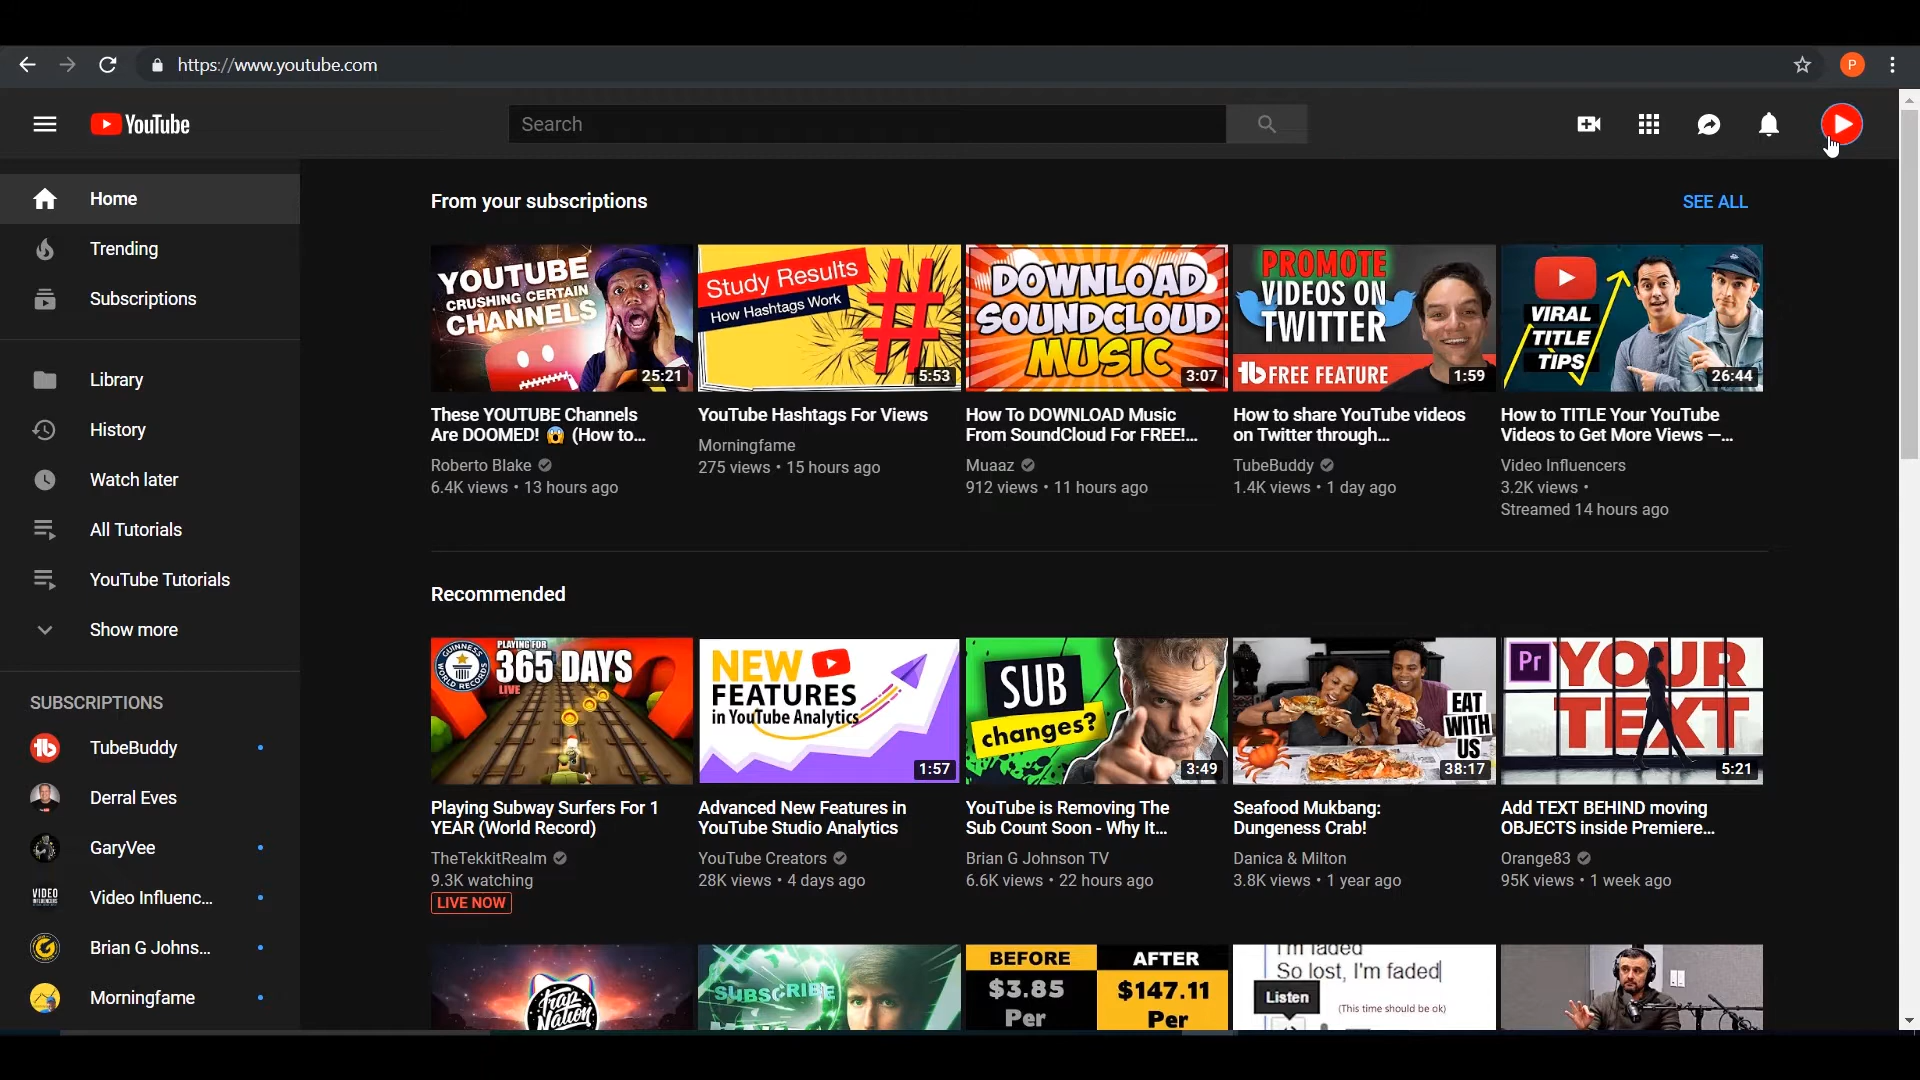 https://www.youtube.com
P
YouTube
Search
Home
Trending
Subscriptions
Library
History
Watch later
All Tutorials
YouTube Tutorials
Show more
SUBSCRIPTIONS
TubeBuddy
Derral Eves
GaryVee
VIDEO
Video Influenc...
Brian G Johns...
Morningfame
From your subscriptions
SEE ALL
YOUTUBE
CRUSHING CERTAIN
CHANNELS
25:21
These YOUTUBE Channels
Are DOOMED! 😱 (How to...
Roberto Blake
6.4K views • 13 hours ago
Study Results
How Hashtags Work
#
5:53
YouTube Hashtags For Views
Morningfame
275 views • 15 hours ago
DOWNLOAD
SOUNDCLOUD
MUSIC
3:07
How To DOWNLOAD Music
From SoundCloud For FREE!...
Muaaz
912 views • 11 hours ago
PROMOTE
VIDEOS ON
TWITTER
tb FREE FEATURE
1:59
How to share YouTube videos
on Twitter through...
TubeBuddy
1.4K views • 1 day ago
VIRAL
TITLE
TIPS
26:44
How to TITLE Your YouTube
Videos to Get More Views —...
Video Influencers
3.2K views •
Streamed 14 hours ago
Recommended
GUINNESS
PLAYING FOR
365 DAYS
LIVE
Playing Subway Surfers For 1
YEAR (World Record)
TheTekkitRealm
9.3K watching
LIVE NOW
NEW
FEATURES
in YouTube Analytics
1:57
Advanced New Features in
YouTube Studio Analytics
YouTube Creators
28K views • 4 days ago
SUB
changes?
3:49
YouTube is Removing The
Sub Count Soon - Why It...
Brian G Johnson TV
6.6K views • 22 hours ago
EAT
WITH
US
38:17
Seafood Mukbang:
Dungeness Crab!
Danica & Milton
3.8K views • 1 year ago
Pr
YOUR
TEXT
5:21
Add TEXT BEHIND moving
OBJECTS inside Premiere...
Orange83
95K views • 1 week ago
trap
Nation
SUBSCRIBE
BEFORE
$3.85
Per
AFTER
$147.11
Per
I'm faded
So lost, I'm faded
Listen
(This time should be ok)